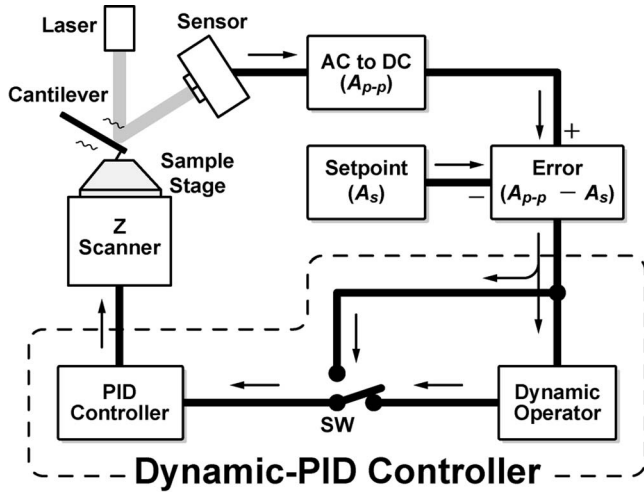 Laser
Sensor
Cantilever
AC to DC
(Ap-p)
+
Sample
Stage
Setpoint
(As)
−
Error
(Ap-p − As)
Z
Scanner
PID
Controller
SW
Dynamic
Operator
Dynamic-PID Controller